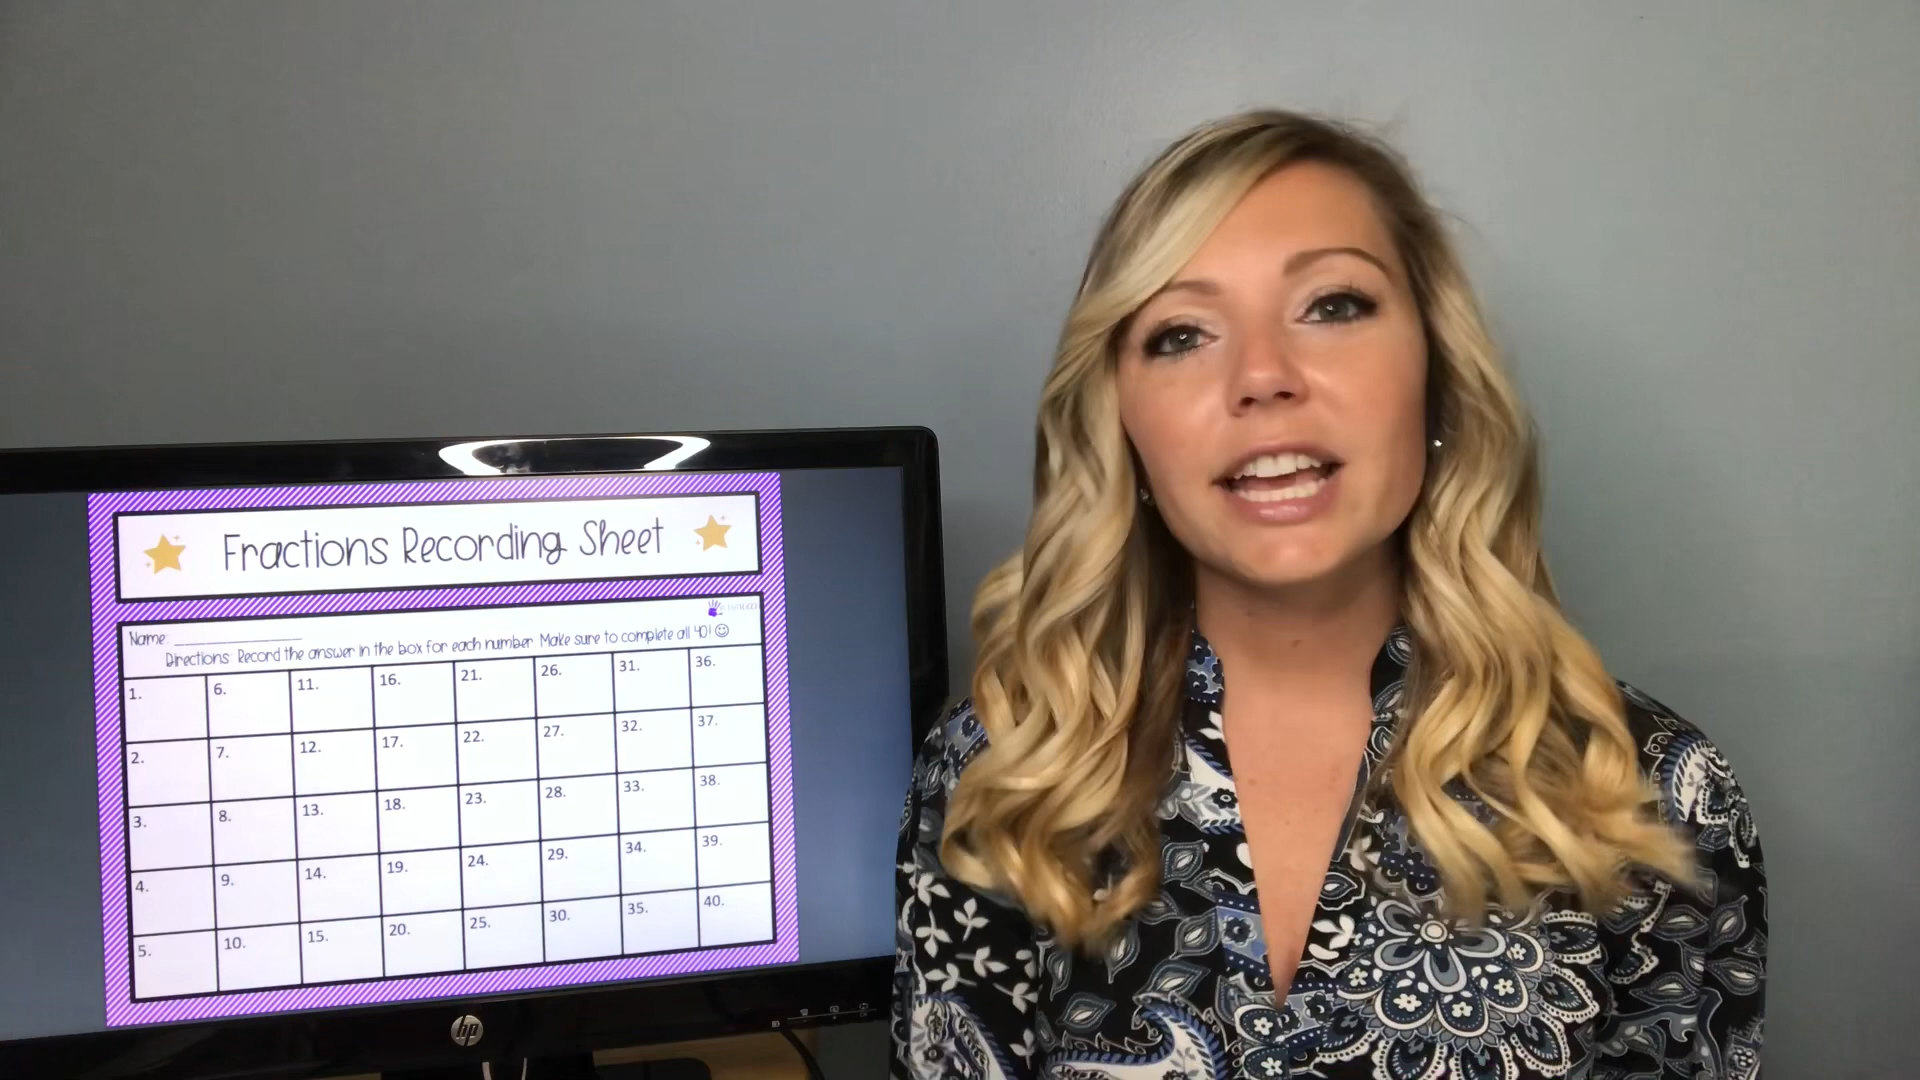 Fractions Recording Sheet
Name:
Directions: Record the answer in the box for each number. Make sure to complete all 40! ☺
1. 6. 11. 16. 21. 26. 31. 36.
2. 7. 12. 17. 22. 27. 32. 37.
3. 8. 13. 18. 23. 28. 33. 38.
4. 9. 14. 19. 24. 29. 34. 39.
5. 10. 15. 20. 25. 30. 35. 40.
hp